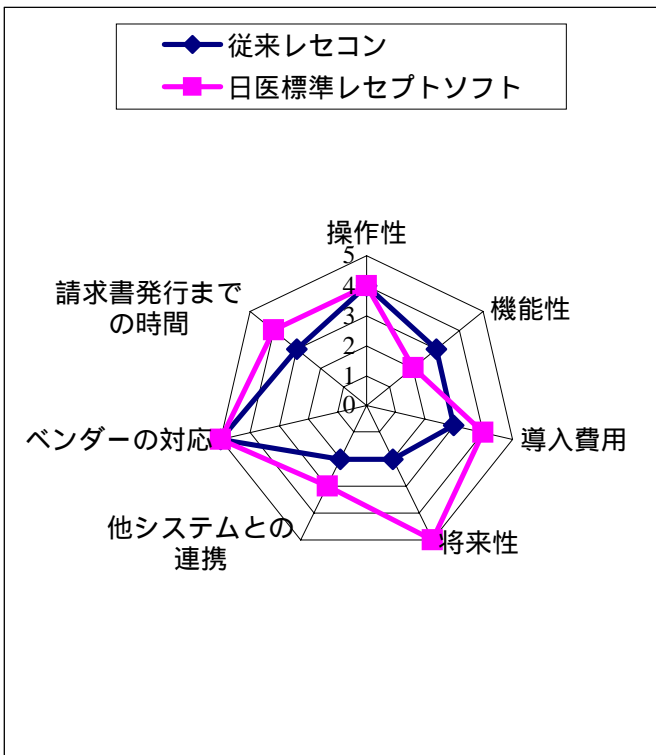 従来レセコン
日医標準レセプトソフト
操作性
5
4
3
2
1
0
機能性
導入費用
将来性
他システムとの
連携
ベンダーの対応
請求書発行まで
の時間